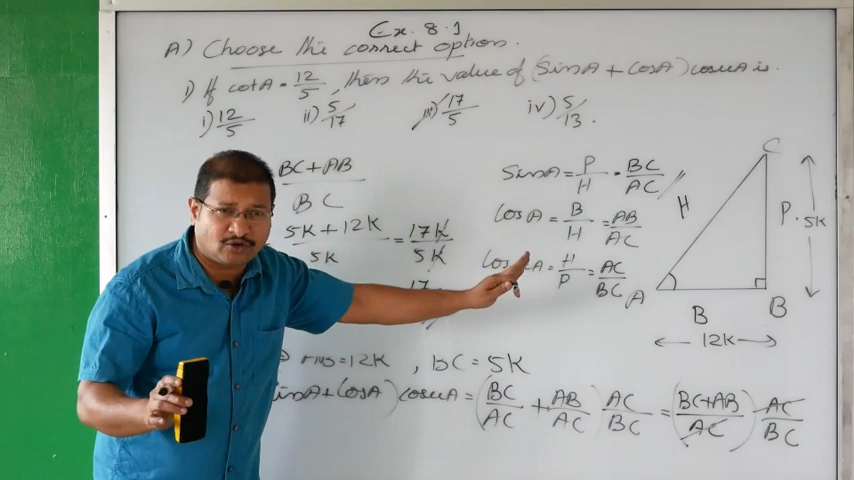 Ex. 8.1
A) Choose the correct option.
i) If cotA = 12/5, then the value of (SinA + CosA) cosecA is.
i) 12/5 ii) 5/17 iii) 17/5 iv) 5/13.
BC + AB / BC
5K + 12K / 5K = 17K / 5K
17
SinA = P/H = BC/AC
CosA = B/H = AB/AC
A = H/P = AC/BC
C
H
P. 5K
A
B
B
12K
= 12K, BC = 5K
SinA + CosA) cosecA = (BC/AC + AB/AC) AC/BC = (BC+AB / AC) AC/BC